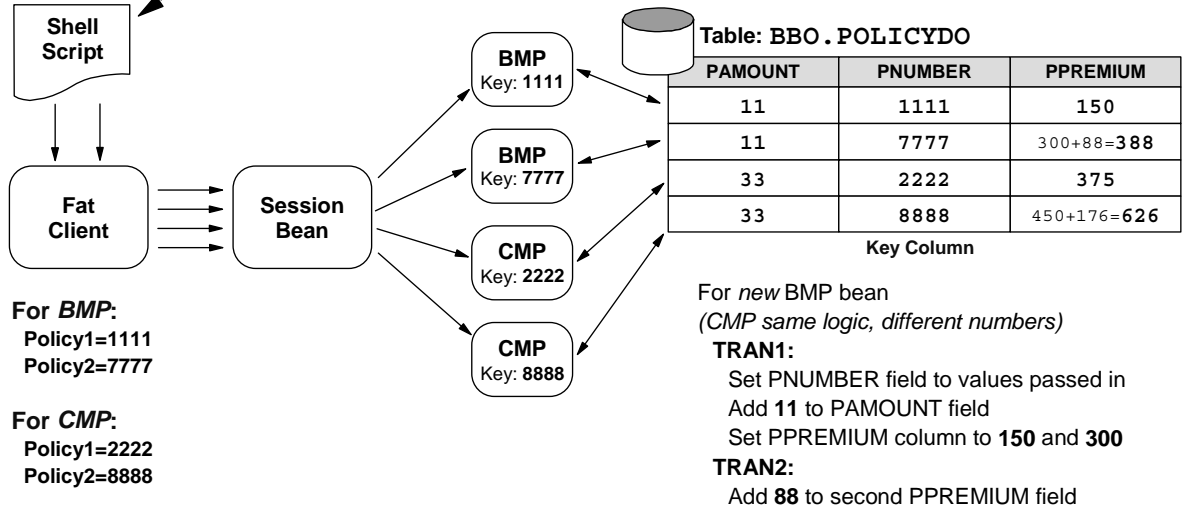 Shell
Script
Fat
Client
Session
Bean
BMP
Key: 1111
BMP
Key: 7777
CMP
Key: 2222
CMP
Key: 8888
Table: BBO.POLICYDO
PAMOUNT PNUMBER PPREMIUM
11 1111 150
11 7777 300+88=388
33 2222 375
33 8888 450+176=626
Key Column
For BMP:
Policy1=1111
Policy2=7777
For CMP:
Policy1=2222
Policy2=8888
For new BMP bean
(CMP same logic, different numbers)
TRAN1:
Set PNUMBER field to values passed in
Add 11 to PAMOUNT field
Set PPREMIUM column to 150 and 300
TRAN2:
Add 88 to second PPREMIUM field